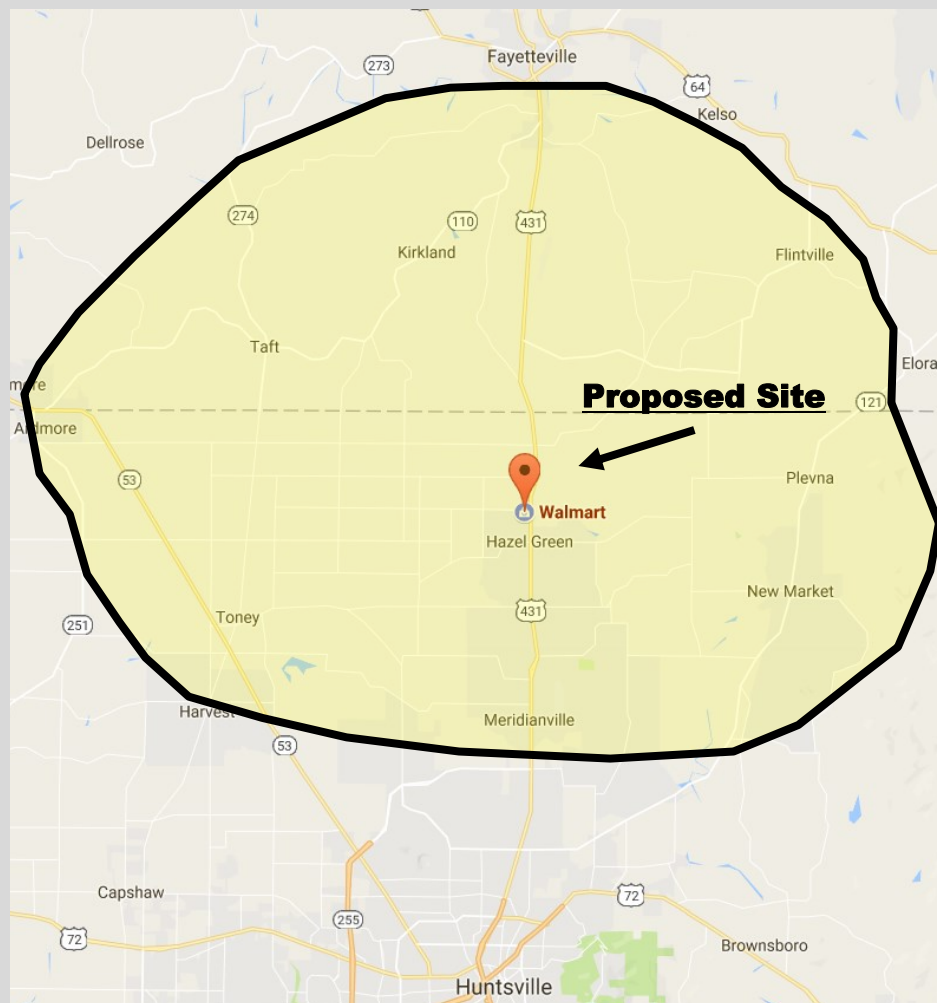 Fayetteville
273
64
Kelso
Dellrose
274
110
431
Kirkland
Flintville
Taft
Elora
more
Proposed Site
121
Ardmore
53
Plevna
Walmart
Hazel Green
New Market
431
Toney
251
Harvest
Meridianville
53
Capshaw
72
255
72
Brownsboro
Huntsville